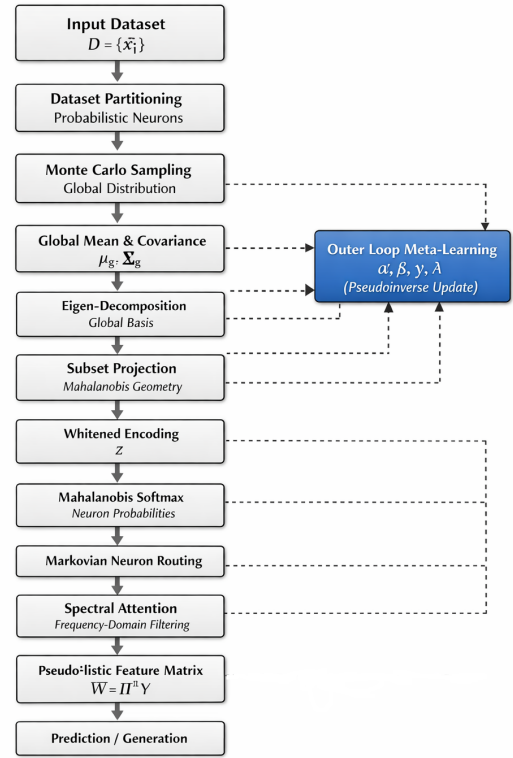 Input Dataset
D = {x̄ᵢ}
Dataset Partitioning
Probabilistic Neurons
Monte Carlo Sampling
Global Distribution
Global Mean & Covariance
μg. Σg
Eigen-Decomposition
Global Basis
Subset Projection
Mahalanobis Geometry
Whitened Encoding
z
Mahalanobis Softmax
Neuron Probabilities
Markovian Neuron Routing
Spectral Attention
Frequency-Domain Filtering
Feature Matrix
W̅ = Πᵖ Y
Prediction / Generation
Outer Loop Meta-Learning
α, β, γ, λ
(Pseudoinverse Update)